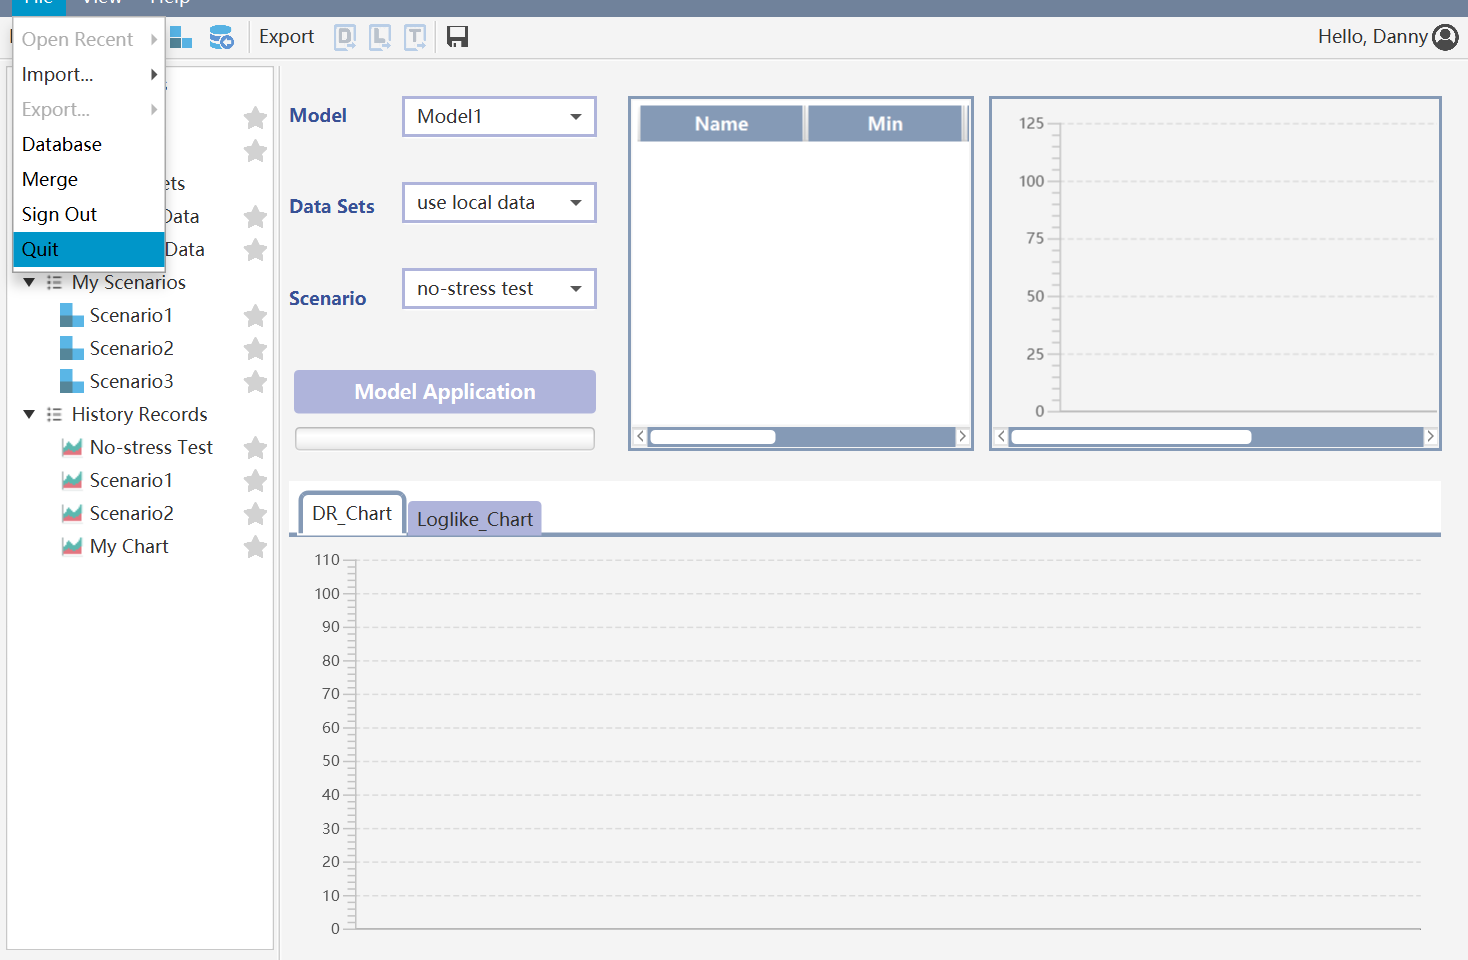 File View Help
Export
Hello, Danny
Open Recent
Import...
Export...
Database
Merge
Sign Out
Quit
ets
Data
Data
My Scenarios
Scenario1
Scenario2
Scenario3
History Records
No-stress Test
Scenario1
Scenario2
My Chart
Model
Model1
Data Sets
use local data
Scenario
no-stress test
Model Application
Name Min
125
100
75
50
25
0
DR_Chart Loglike_Chart
110
100
90
80
70
60
50
40
30
20
10
0